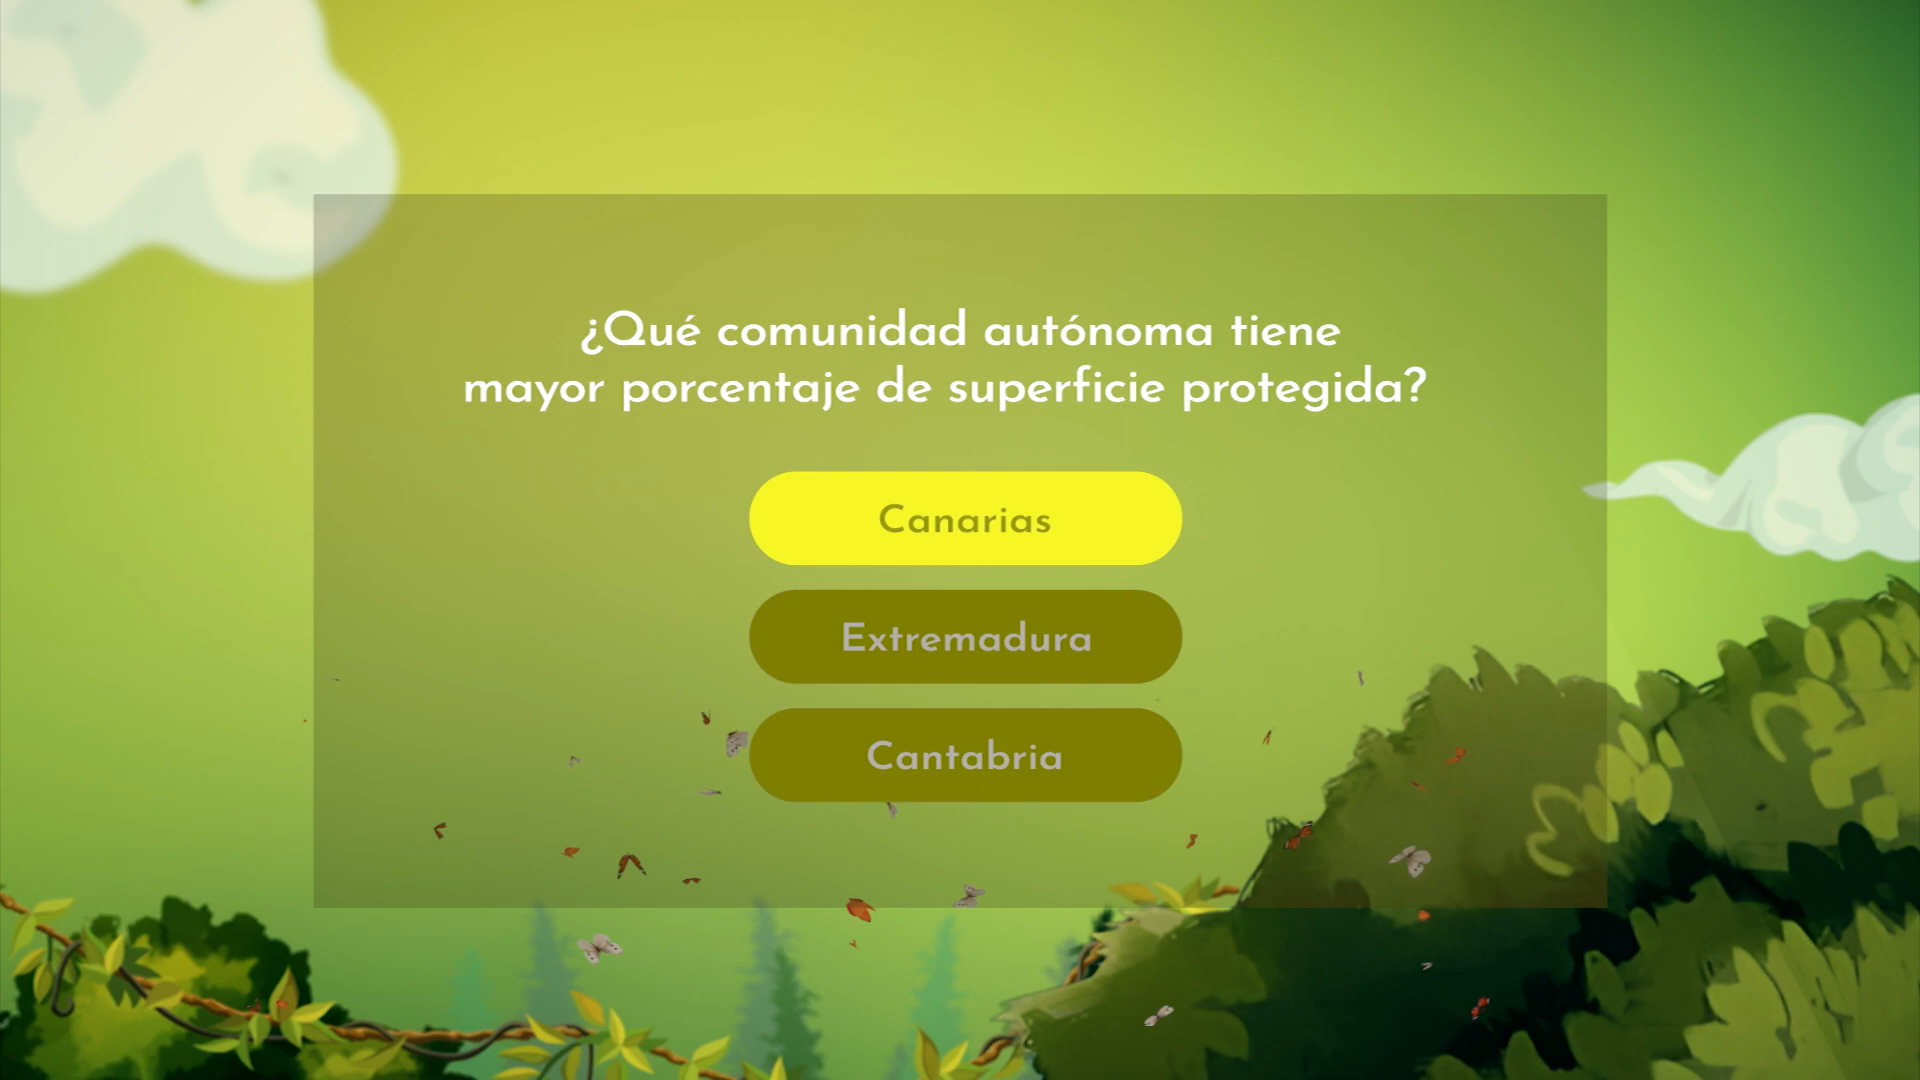 ¿Qué comunidad autónoma tiene
mayor porcentaje de superficie protegida?
Canarias
Extremadura
Cantabria